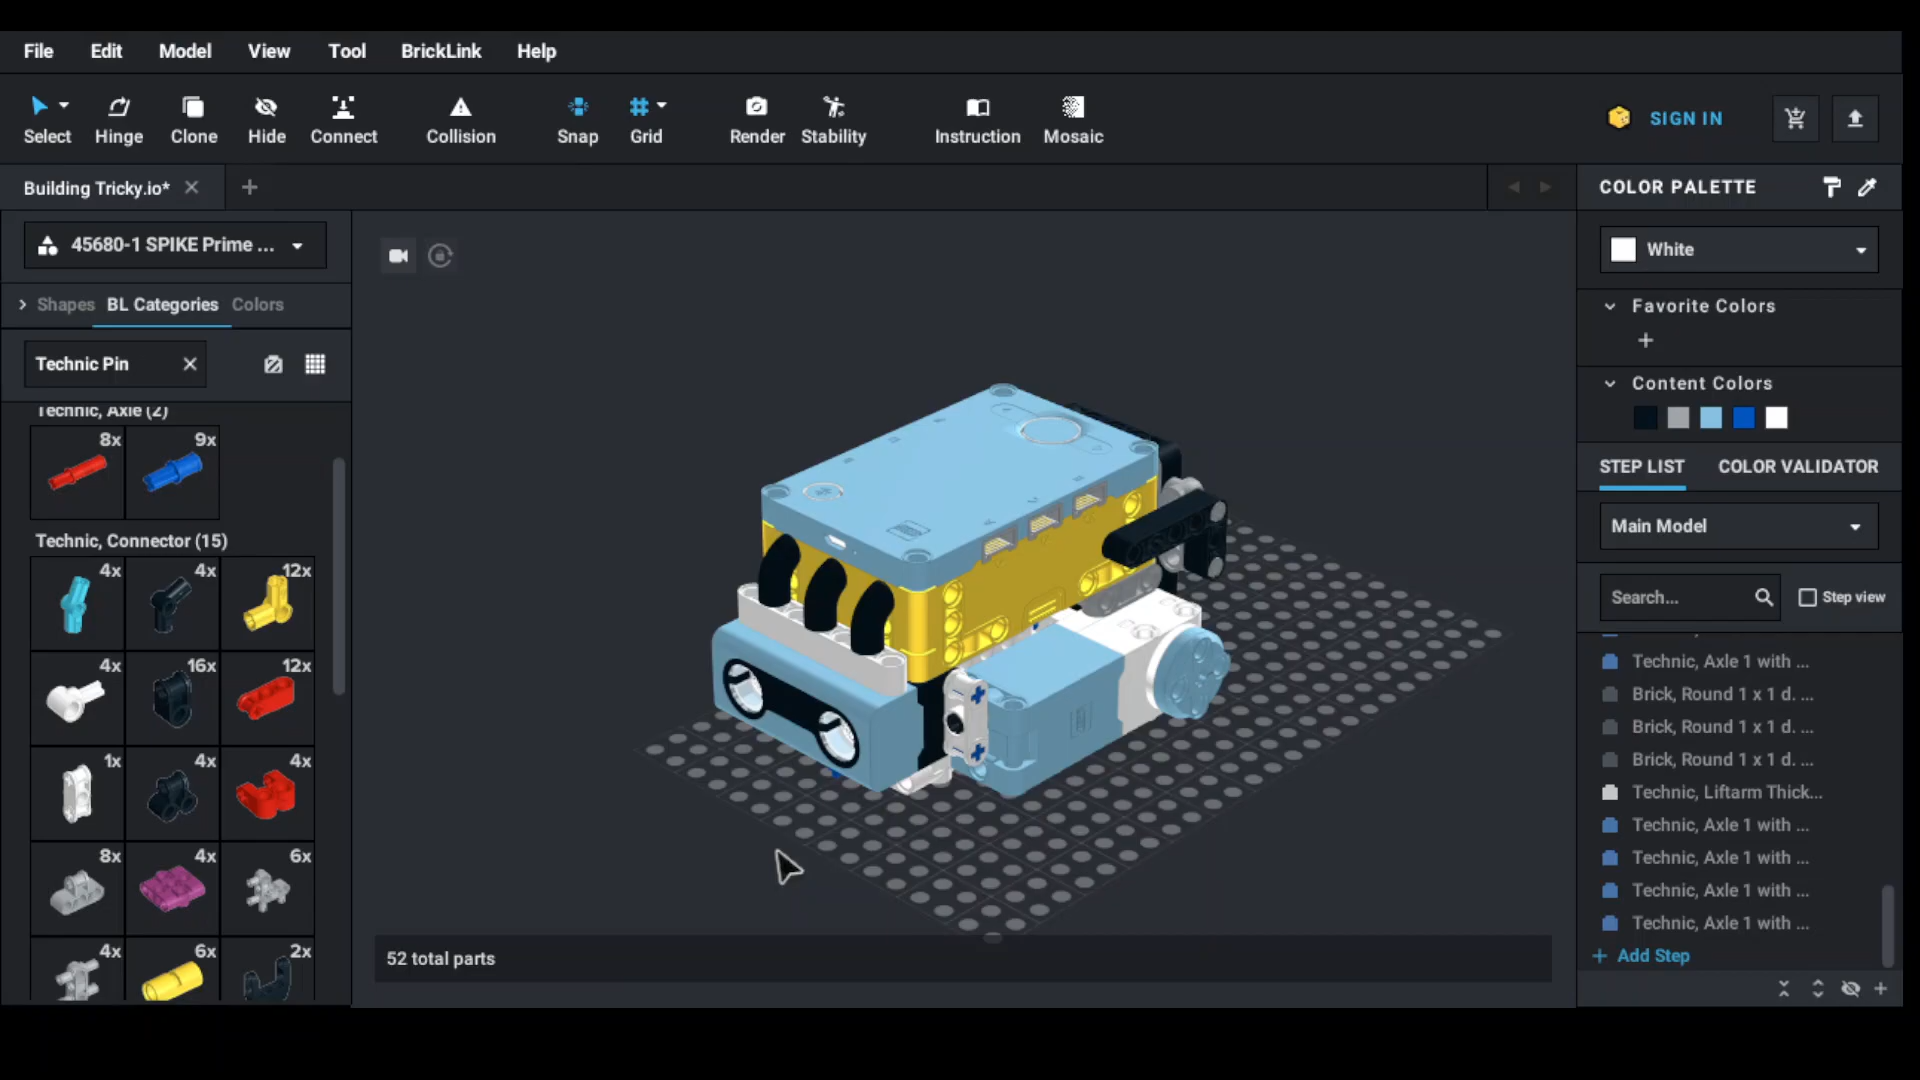 File Edit Model View Tool BrickLink Help
Select Hinge Clone Hide Connect Collision Snap Grid Render Stability Instruction Mosaic
SIGN IN
Building Tricky.io*
45680-1 SPIKE Prime ...
Shapes BL Categories Colors
Technic Pin
Technic, Axle (2)
8x 9x
Technic, Connector (15)
4x 4x 12x
4x 16x 12x
1x 4x 4x
8x 4x 6x
4x 6x 2x
52 total parts
COLOR PALETTE
White
Favorite Colors
Content Colors
STEP LIST COLOR VALIDATOR
Main Model
Search... Step view
Technic, Axle 1 with ...
Brick, Round 1 x 1 d. ...
Brick, Round 1 x 1 d. ...
Brick, Round 1 x 1 d. ...
Technic, Liftarm Thick...
Technic, Axle 1 with ...
Technic, Axle 1 with ...
Technic, Axle 1 with ...
Technic, Axle 1 with ...
Add Step